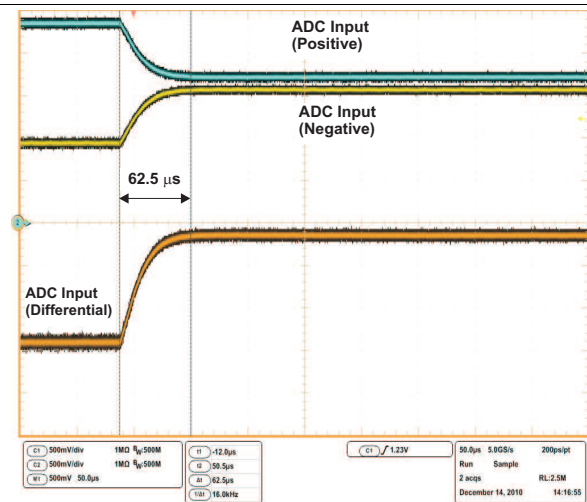 ADC Input
(Positive)
ADC Input
(Negative)
62.5 μs
2
ADC Input
(Differential)
C1 500mV/div 1MΩ BW:500M
C2 500mV/div 1MΩ BW:500M
M1 500mV 50.0μs
t1 -12.0μs
t2 50.5μs
Δt 62.5μs
1/Δt 16.0kHz
C1 / 1.23V
50.0μs 5.0GS/s 200ps/pt
Run Sample
2 acqs RL:2.5M
December 14, 2010 14:16:55